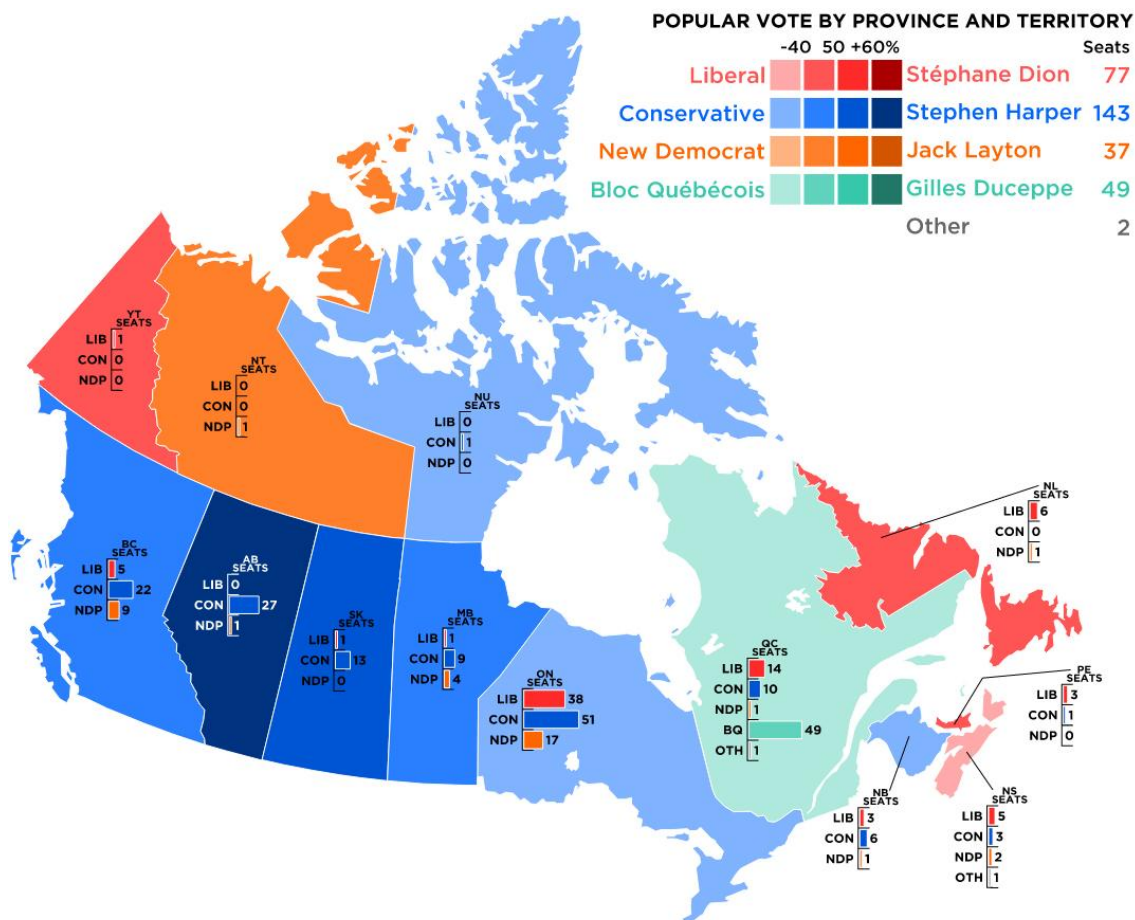 POPULAR VOTE BY PROVINCE AND TERRITORY
-40 50 +60% Seats
Liberal Stéphane Dion 77
Conservative Stephen Harper 143
New Democrat Jack Layton 37
Bloc Québécois Gilles Duceppe 49
Other 2
YT
SEATS
LIB 1
CON 0
NDP 0
NT
SEATS
LIB 0
CON 0
NDP 1
NU
SEATS
LIB 0
CON 1
NDP 0
NL
SEATS
LIB 6
CON 0
NDP 1
BC
SEATS
LIB 5
CON 22
NDP 9
AB
SEATS
LIB 0
CON 27
NDP 1
SK
SEATS
LIB 1
CON 13
NDP 0
MB
SEATS
LIB 1
CON 9
NDP 4
ON
SEATS
LIB 38
CON 51
NDP 17
QC
SEATS
LIB 14
CON 10
NDP 1
BQ 49
OTH 1
PE
SEATS
LIB 3
CON 1
NDP 0
NB
SEATS
LIB 3
CON 6
NDP 1
NS
SEATS
LIB 5
CON 3
NDP 2
OTH 1